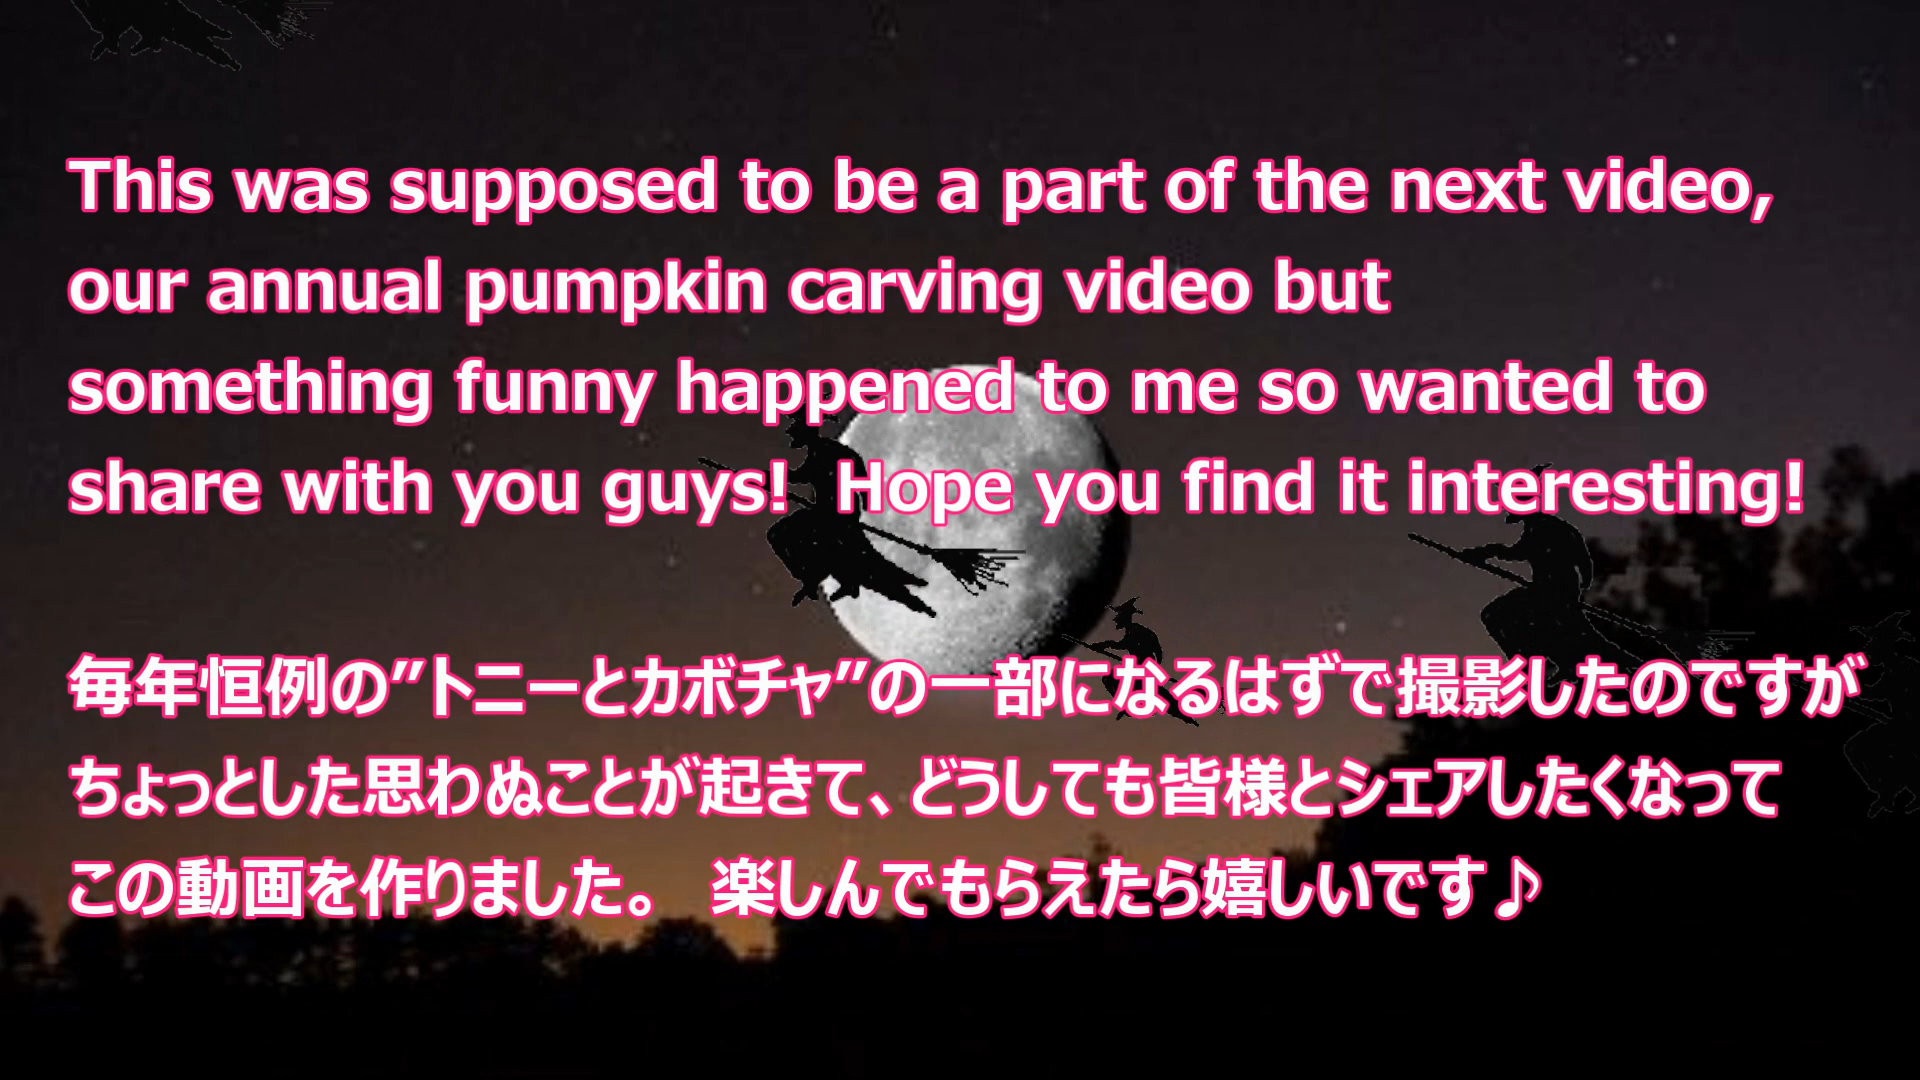 This was supposed to be a part of the next video,
our annual pumpkin carving video but
something funny happened to me so wanted to
share with you guys!  Hope you find it interesting!
毎年恒例の”トニーとカボチャ”の一部になるはずで撮影したのですが
ちょっとした思わぬことが起きて、どうしても皆様とシェアしたくなって
この動画を作りました。　楽しんでもらえたら嬉しいです♪